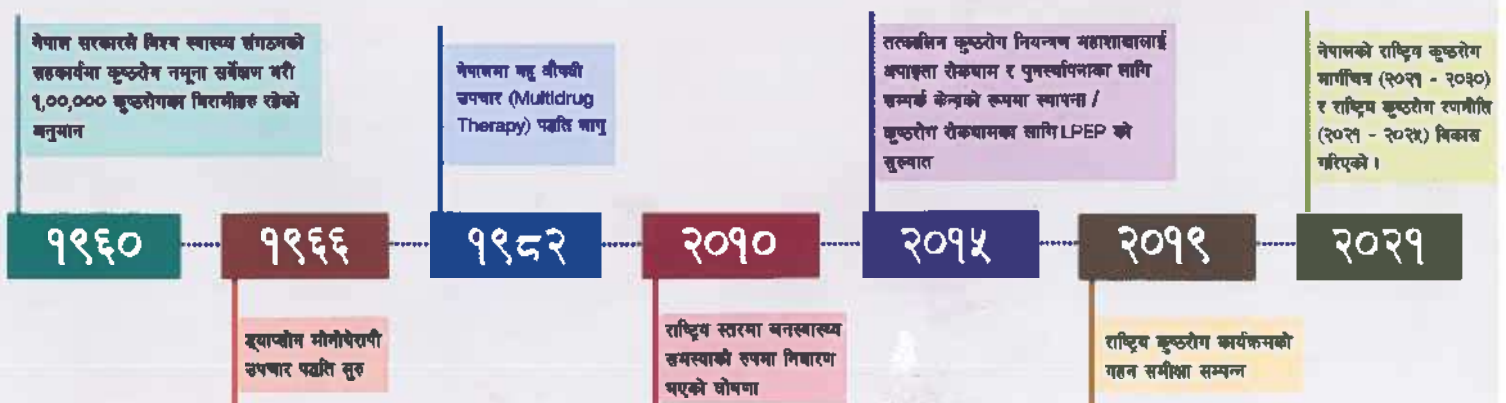 नेपाल सरकारले विश्व स्वास्थ्य संगठनको
सहकार्यमा कुष्ठरोग नमूना सर्वेक्षण गरी
१,००,००० कुष्ठरोगका बिरामीहरु रहेको
अनुमान
नेपालमा बहु औषधी
उपचार (Multidrug
Therapy) पद्धति लागु
तत्कालिन कुष्ठरोग नियन्त्रण महाशाखालाई
अपाङ्गता रोकथाम र पुनर्स्थापनाका लागि
सम्पर्क केन्द्रको रूपमा स्थापना /
कुष्ठरोग रोकथामका लागि LPEP को
सुरुवात
नेपालको राष्ट्रिय कुष्ठरोग
मार्गचित्र (२०२१ - २०३०)
र राष्ट्रिय कुष्ठरोग रणनीति
(२०२१ - २०२५) विकास
गरिएको ।
१९६०
१९६६
१९८२
२०१०
२०१५
२०१९
२०२१
ड्याप्सोन मोनोथेरापी
उपचार पद्धति सुरु
राष्ट्रिय स्तरमा जनस्वास्थ्य
समस्याको रुपमा निवारण
भएको घोषणा
राष्ट्रिय कुष्ठरोग कार्यक्रमको
गहन समीक्षा सम्पन्न